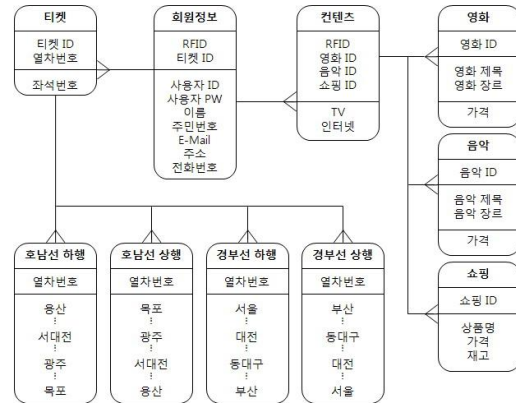 티켓
티켓 ID
열차번호
좌석번호
회원정보
RFID
티켓 ID
사용자 ID
사용자 PW
이름
주민번호
E-Mail
주소
전화번호
컨텐츠
RFID
영화 ID
음악 ID
쇼핑 ID
TV
인터넷
영화
영화 ID
영화 제목
영화 장르
가격
음악
음악 ID
음악 제목
음악 장르
가격
쇼핑
쇼핑 ID
상품명
가격
재고
호남선 하행
열차번호
용산
서대전
광주
목포
호남선 상행
열차번호
목포
광주
서대전
용산
경부선 하행
열차번호
서울
대전
동대구
부산
경부선 상행
열차번호
부산
동대구
대전
서울